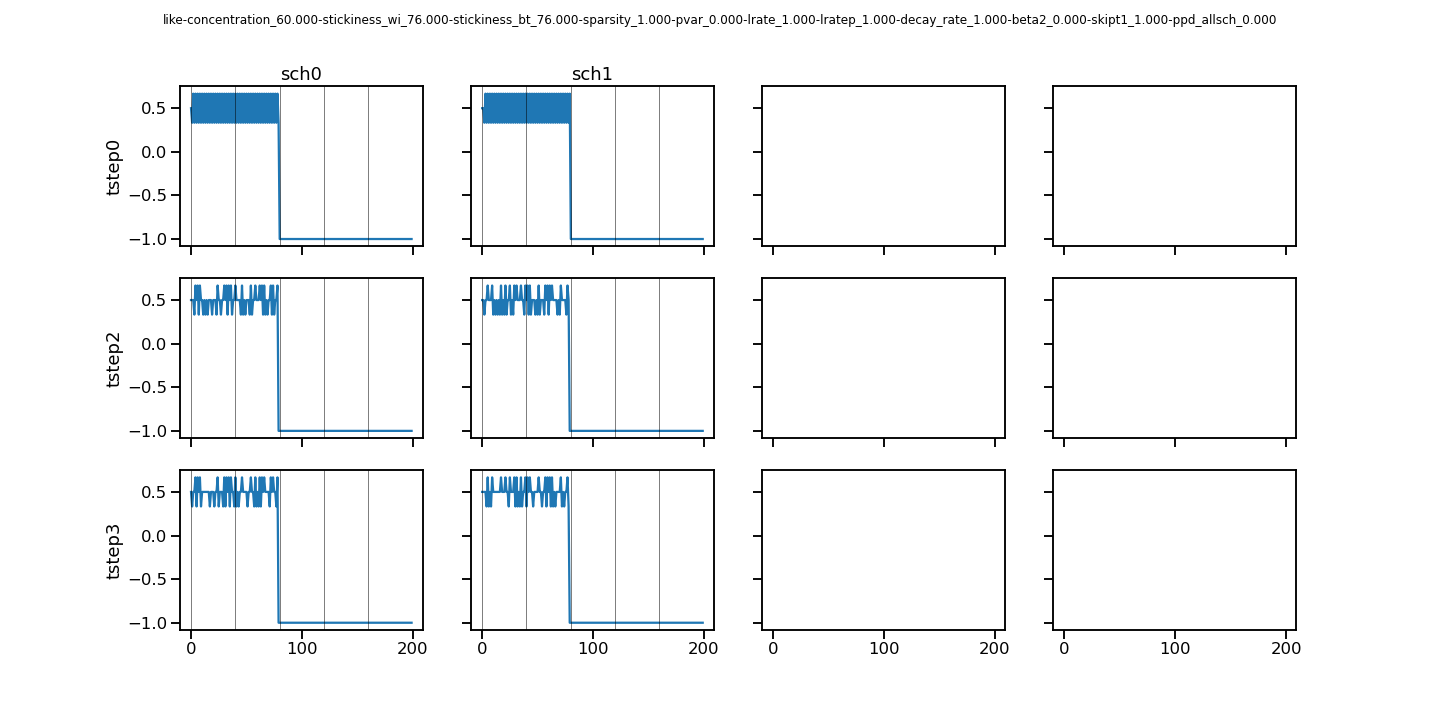 like-concentration_60.000-stickiness_wi_76.000-stickiness_bt_76.000-sparsity_1.000-pvar_0.000-lrate_1.000-lratep_1.000-decay_rate_1.000-beta2_0.000-skipt1_1.000-ppd_allsch_0.000
sch0 sch1
tstep0
0.5
0.0
−0.5
−1.0
tstep2
0.5
0.0
−0.5
−1.0
tstep3
0.5
0.0
−0.5
−1.0
0 100 200 0 100 200 0 100 200 0 100 200